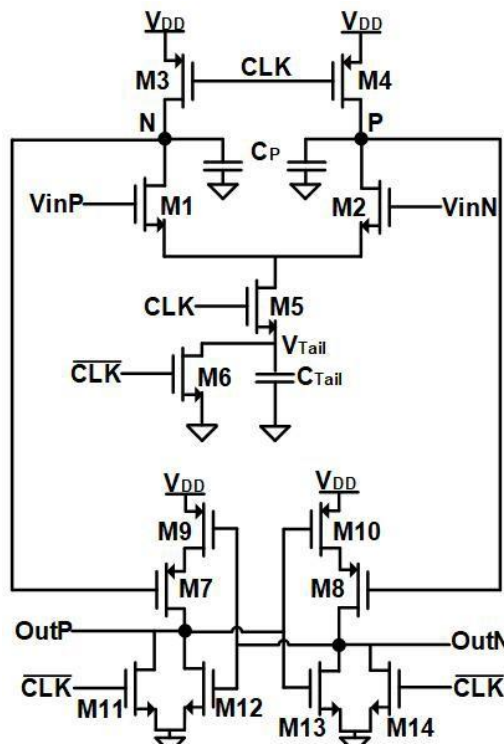 VDD VDD
M3 CLK M4
N P
CP
VinP M1 M2 VinN
CLK M5
VTail
CLK M6 CTail
VDD VDD
M9 M10
M7 M8
OutP OutN
CLK M11 M12 M13 M14 CLK